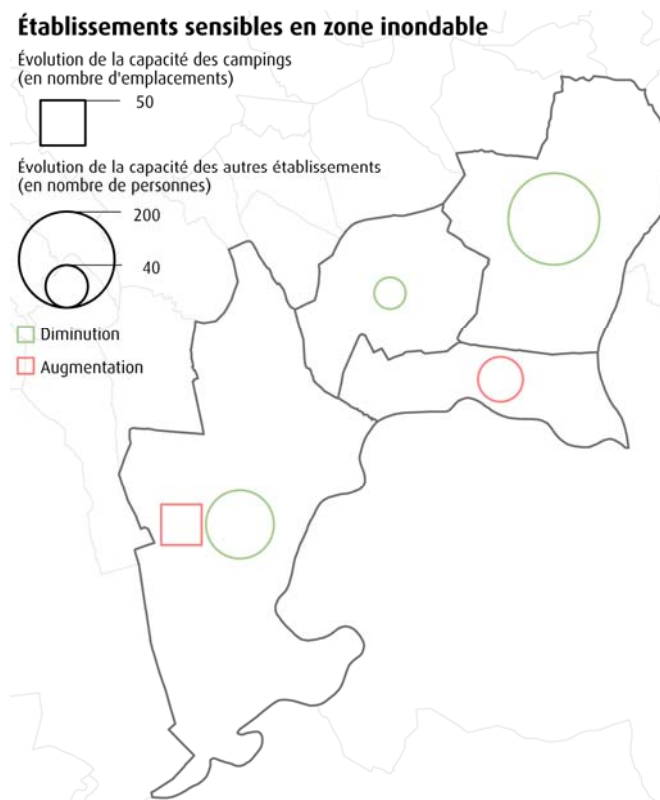 Établissements sensibles en zone inondable
Évolution de la capacité des campings
(en nombre d'emplacements)
50
Évolution de la capacité des autres établissements
(en nombre de personnes)
200
40
Diminution
Augmentation